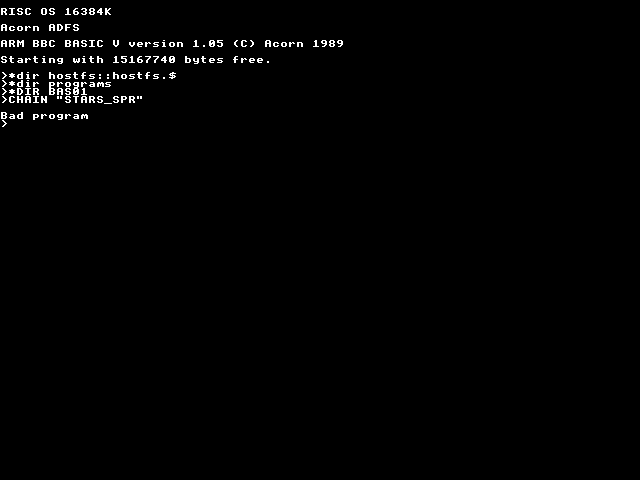 RISC OS 16384K
Acorn ADFS
ARM BBC BASIC V version 1.05 (C) Acorn 1989
Starting with 15167740 bytes free.
>*dir hostfs::hostfs.$
>*dir programs
>*DIR BAS01
>CHAIN "STARS_SPR"
Bad program
>